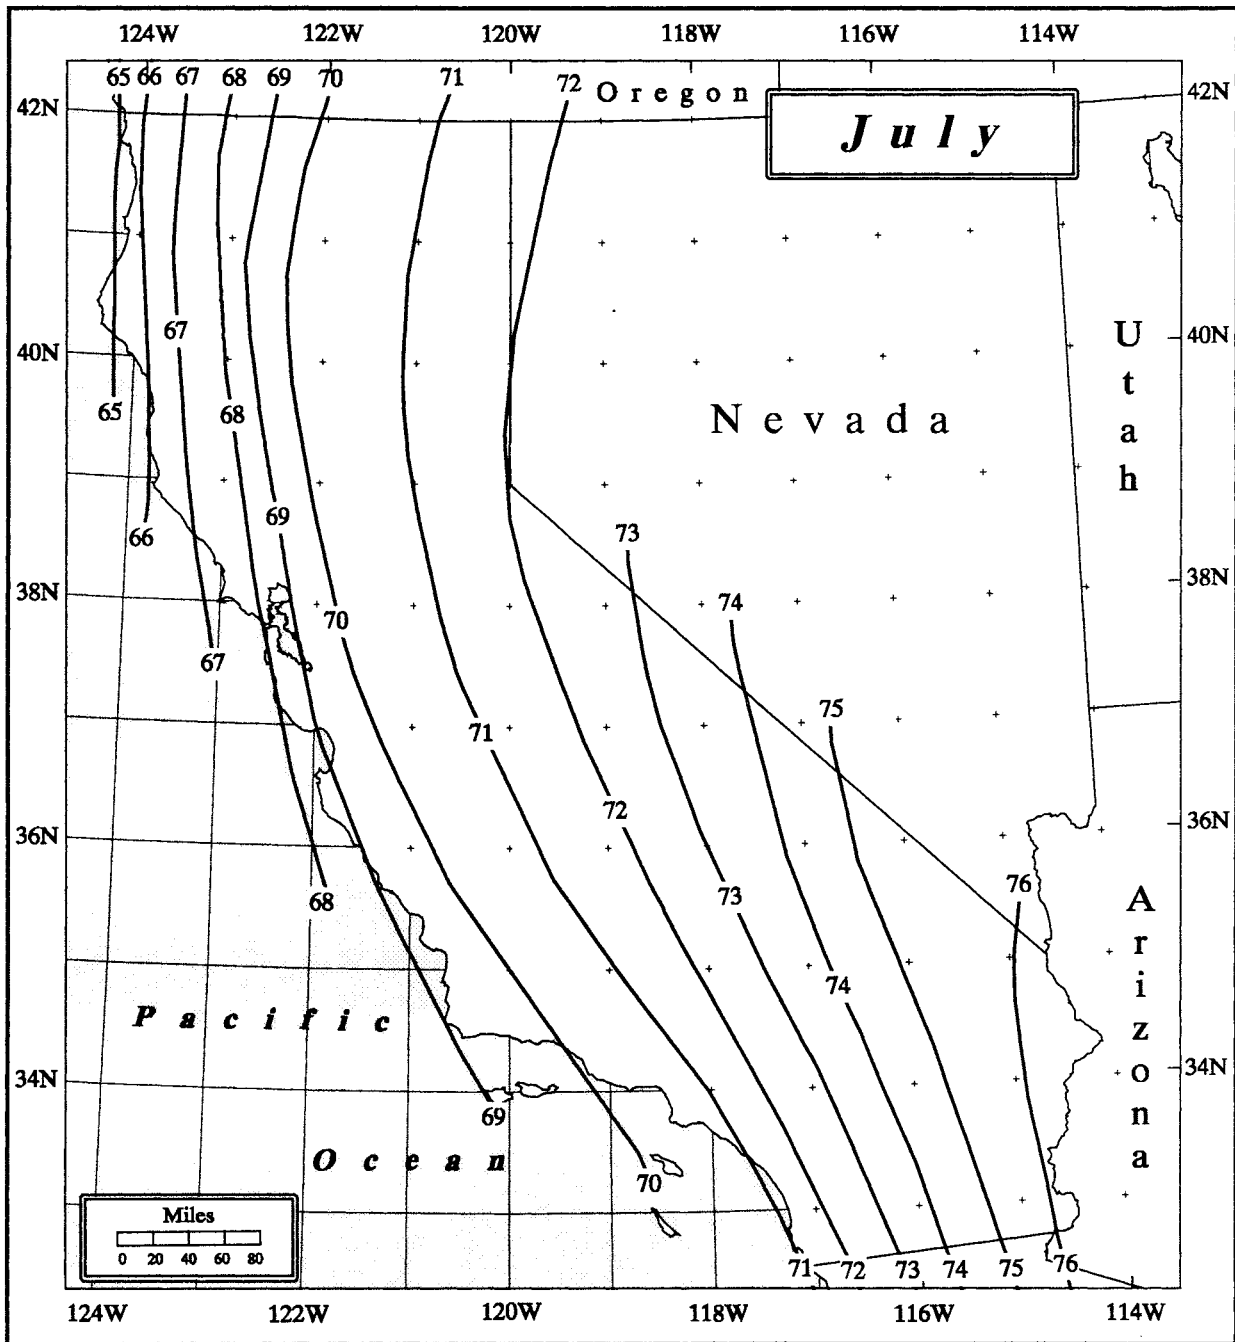 124W 122W 120W 118W 116W 114W
65 66 67 68 69 70 71 72
Oregon
42N 42N
July
67
Utah
40N 40N
65 68
Nevada
69
66
73
38N 38N
74
70
67
75
71
72
36N 36N
76
73
68
Arizona
74
Pacific
34N 34N
69
Ocean
70
Miles
0 20 40 60 80
71 72 73 74 75 76
124W 122W 120W 118W 116W 114W